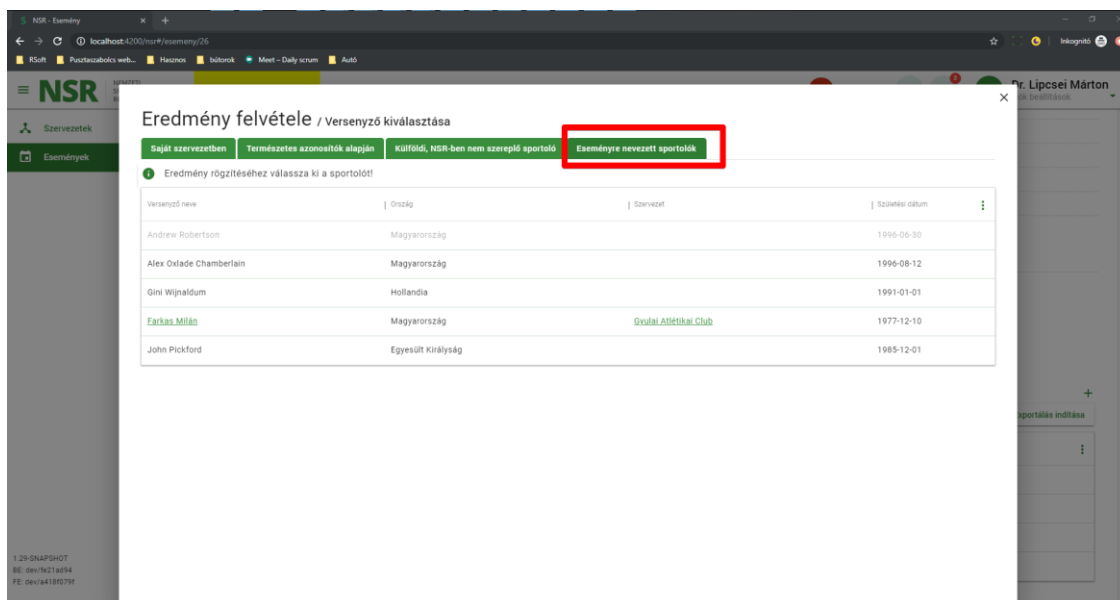 NSR - Esemény
localhost:4200/nsr#/esemeny/26
Inkognitó
RSoft Pusztaszabolcs web... Hasznos bútorok Meet – Daily scrum Autó
NSR NEMZETI
Dr. Lipcsei Márton
beállítások
Szervezetek
Események
Eredmény felvétele / Versenyző kiválasztása
Saját szervezetben Természetes azonosítók alapján Külföldi, NSR-ben nem szereplő sportoló Eseményre nevezett sportolók
Eredmény rögzítéséhez válassza ki a sportolót!
Versenyző neve Ország Szervezet Születési dátum
Andrew Robertson Magyarország 1996-06-30
Alex Oxlade Chamberlain Magyarország 1996-08-12
Gini Wijnaldum Hollandia 1991-01-01
Farkas Milán Magyarország Gyulai Atlétikai Club 1977-12-10
John Pickford Egyesült Királyság 1985-12-01
xportálás indítása
1.29-SNAPSHOT
BE: dev/fe21ad94
FE: dev/a418f079f